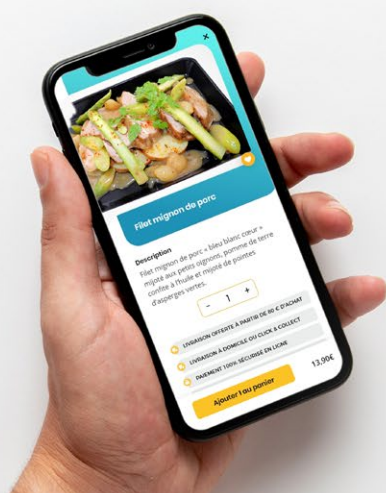 ×
Filet mignon de porc
Description
Filet mignon de porc « bleu blanc cœur »
mijoté aux petits oignons, pomme de terre
confite à l'huile et mijoté de pointes
d'asperges vertes.
- 1 +
LIVRAISON OFFERTE À PARTIR DE 80 € D'ACHAT
LIVRAISON À DOMICILE OU CLICK & COLLECT
PAIEMENT 100% SÉCURISÉ EN LIGNE
13,90€
Ajouter 1 au panier